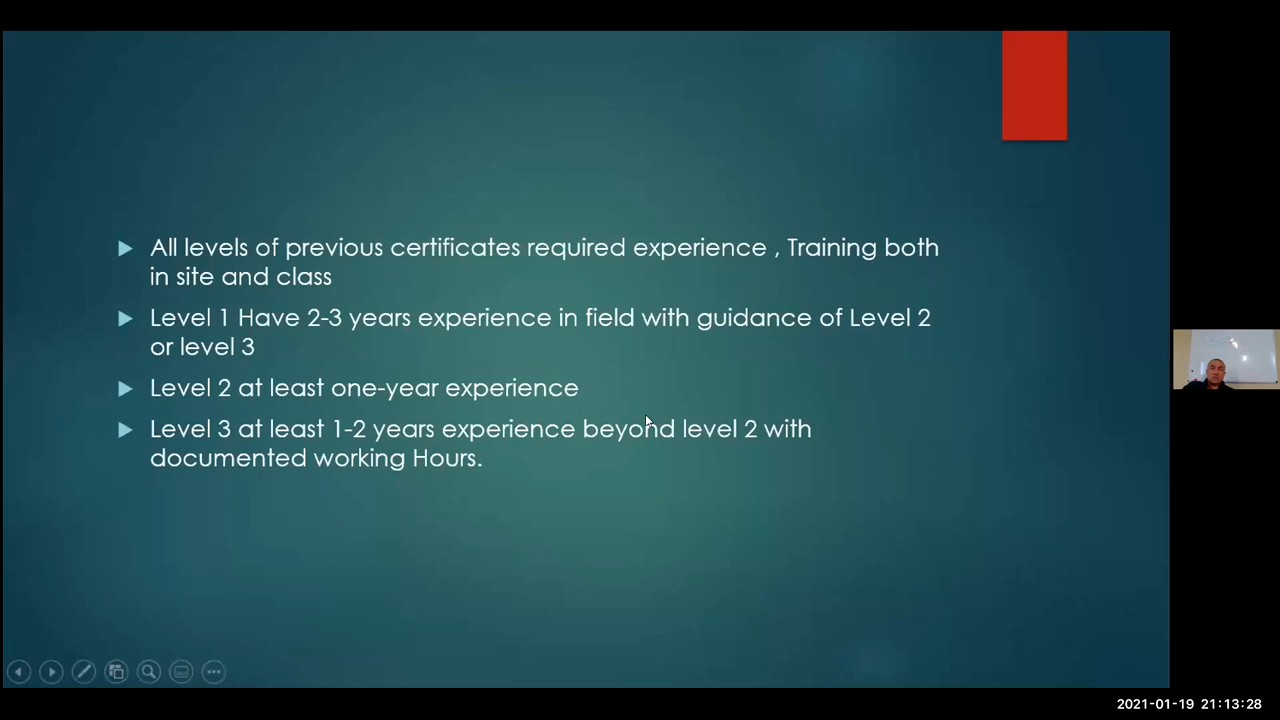 All levels of previous certificates required experience , Training both
in site and class
Level 1 Have 2-3 years experience in field with guidance of Level 2
or level 3
Level 2 at least one-year experience
Level 3 at least 1-2 years experience beyond level 2 with
documented working Hours.
2021-01-19 21:13:28